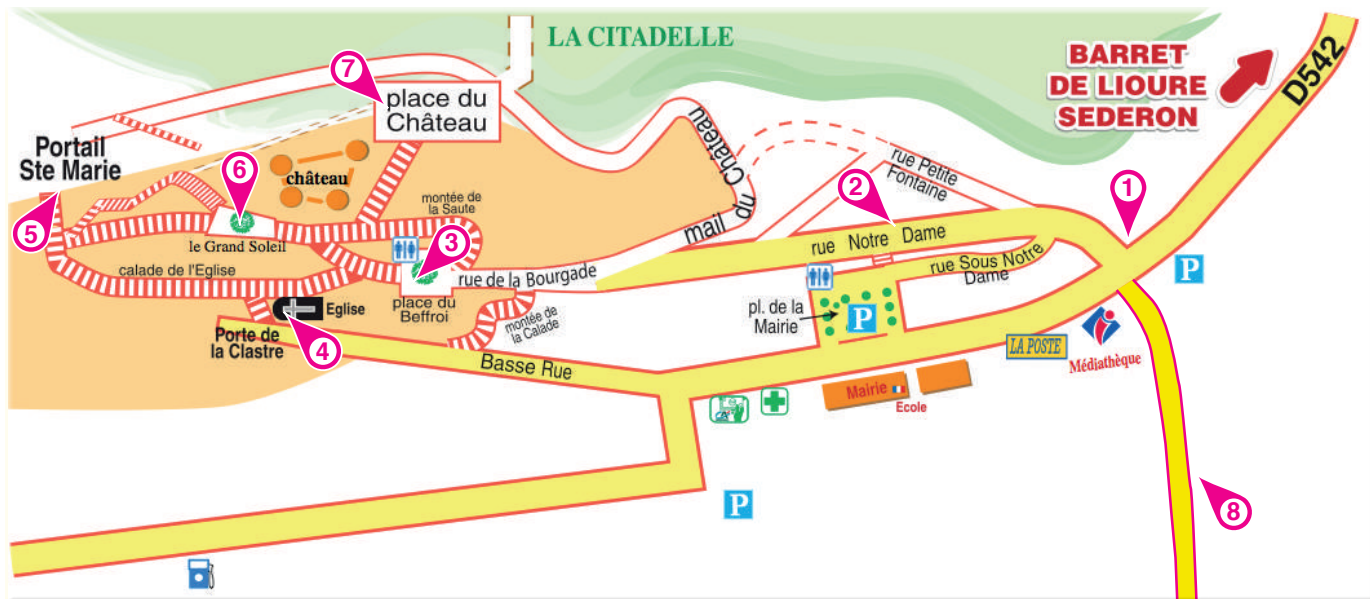 LA CITADELLE
BARRET
DE LIOURE
SEDERON
D542
7
place du
Château
Portail
Ste Marie
6
château
montée de
la Saute
mail du Château
rue Petite
Fontaine
2
1
5
le Grand Soleil
3
rue Notre Dame
calade de l'Eglise
rue de la Bourgade
rue Sous Notre
Dame
P
Eglise
place du
Beffroi
montée de
la Calade
pl. de la
Mairie
P
Porte de
la Clastre
4
Basse Rue
LA POSTE
Médiathèque
Mairie
Ecole
CA
P
8